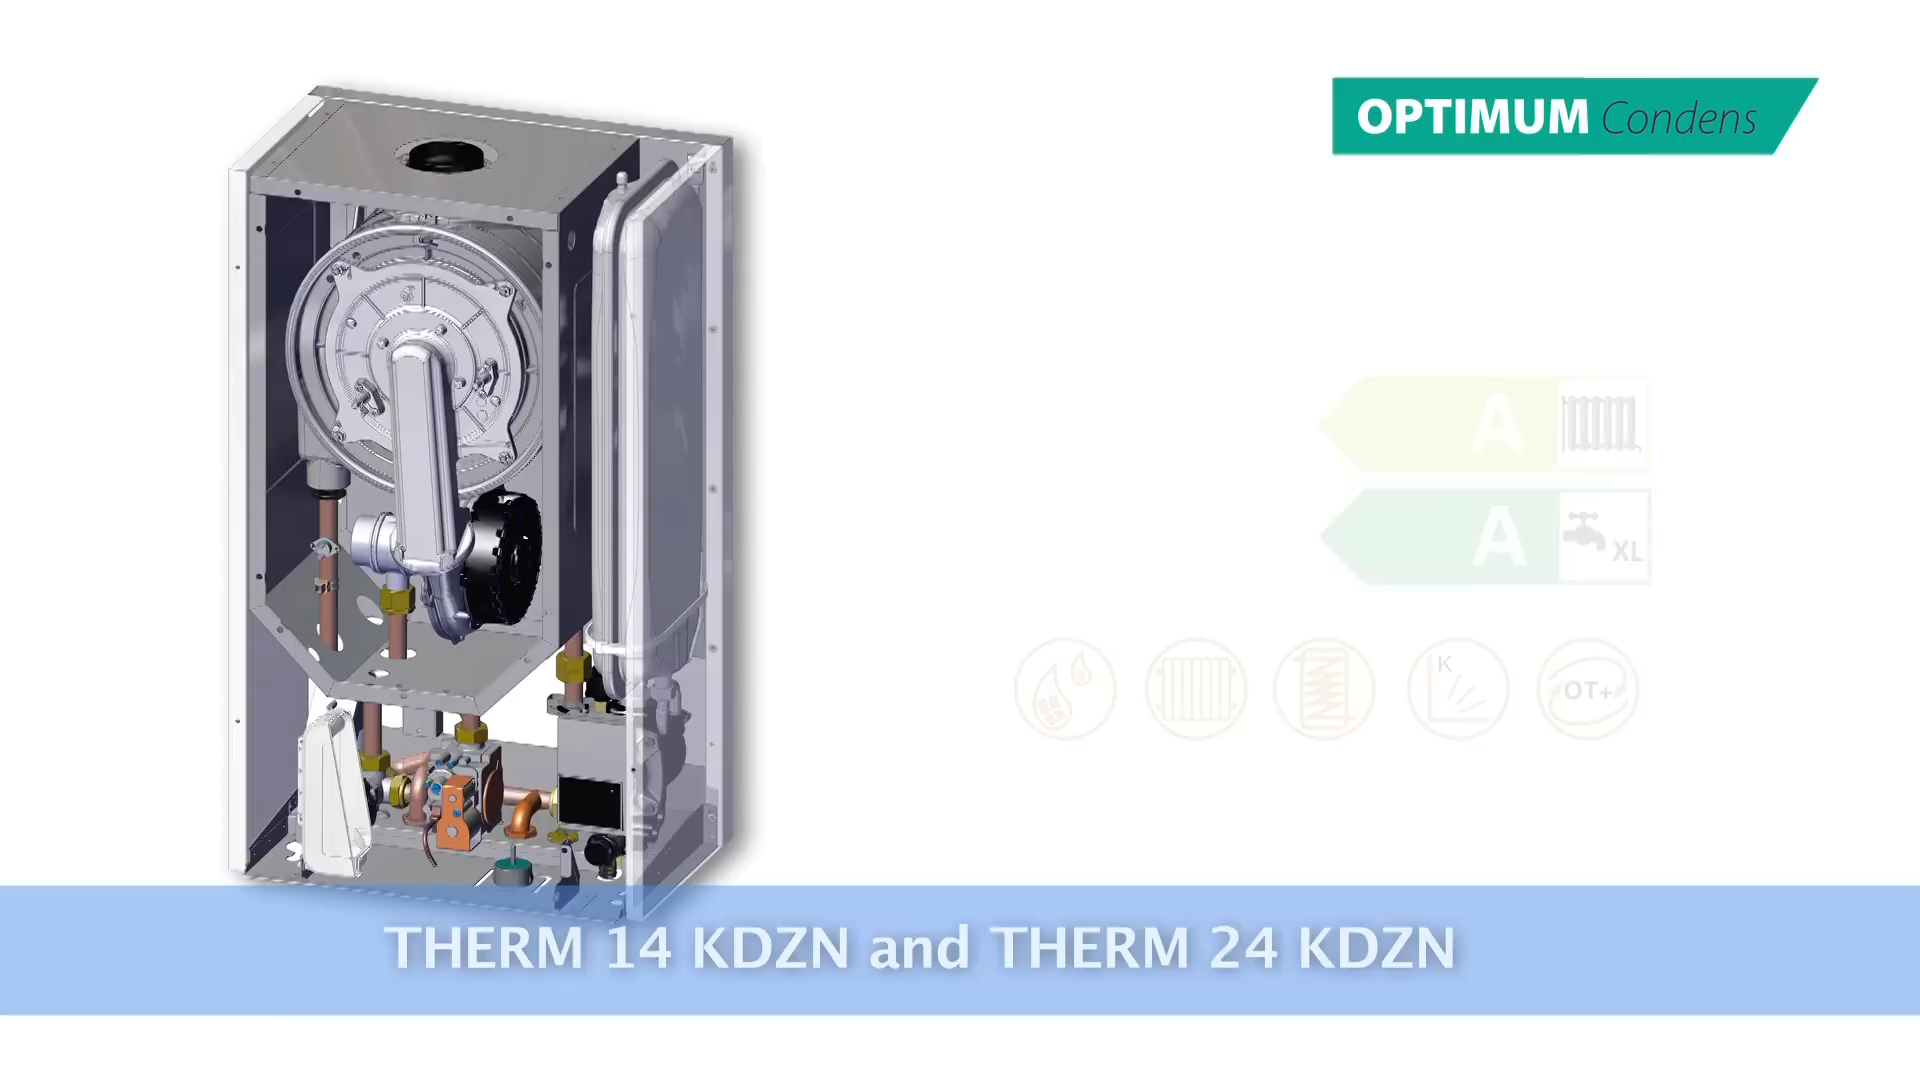 OPTIMUM Condens
A
A
XL
K
OT+
THERM 14 KDZN and THERM 24 KDZN